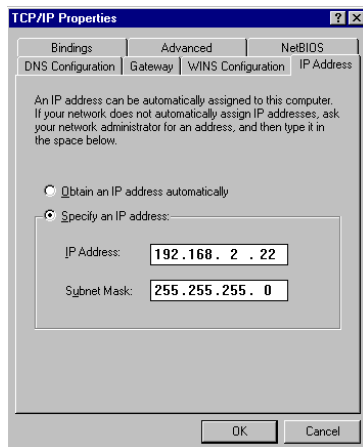 TCP/IP Properties
Bindings Advanced NetBIOS
DNS Configuration Gateway WINS Configuration IP Address
An IP address can be automatically assigned to this computer.
If your network does not automatically assign IP addresses, ask
your network administrator for an address, and then type it in
the space below.
Obtain an IP address automatically
Specify an IP address:
IP Address: 192.168. 2 .22
Subnet Mask: 255.255.255. 0
OK Cancel